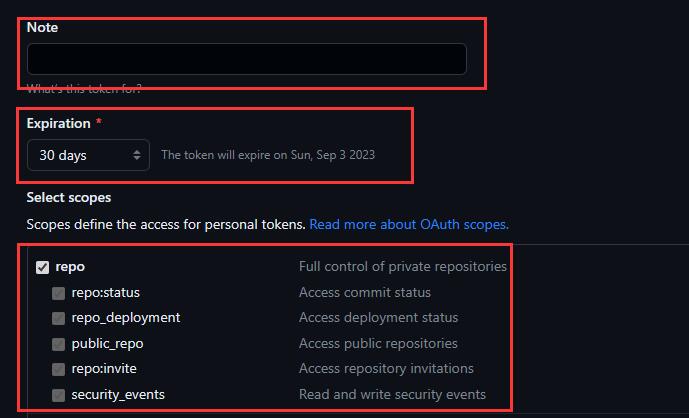 Note
What's this token for?
Expiration *
30 days The token will expire on Sun, Sep 3 2023
Select scopes
Scopes define the access for personal tokens. Read more about OAuth scopes.
repo Full control of private repositories
repo:status Access commit status
repo_deployment Access deployment status
public_repo Access public repositories
repo:invite Access repository invitations
security_events Read and write security events